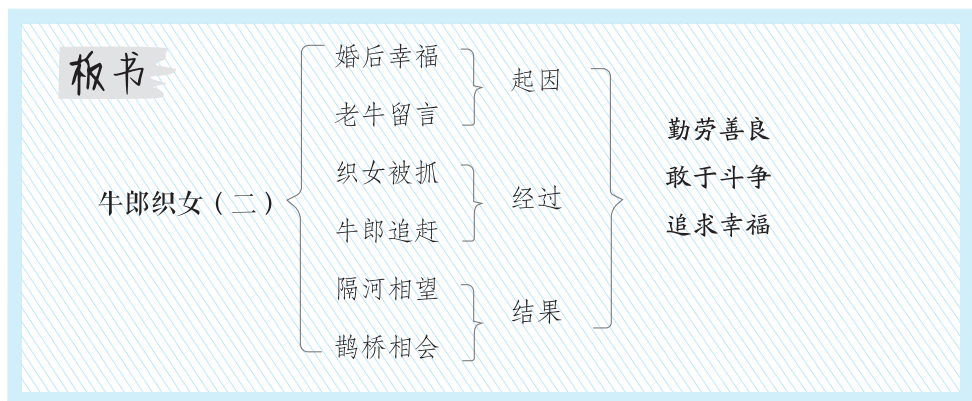 板书
牛郎织女（二）
婚后幸福
老牛留言
起因
织女被抓
牛郎追赶
经过
隔河相望
鹊桥相会
结果
勤劳善良
敢于斗争
追求幸福